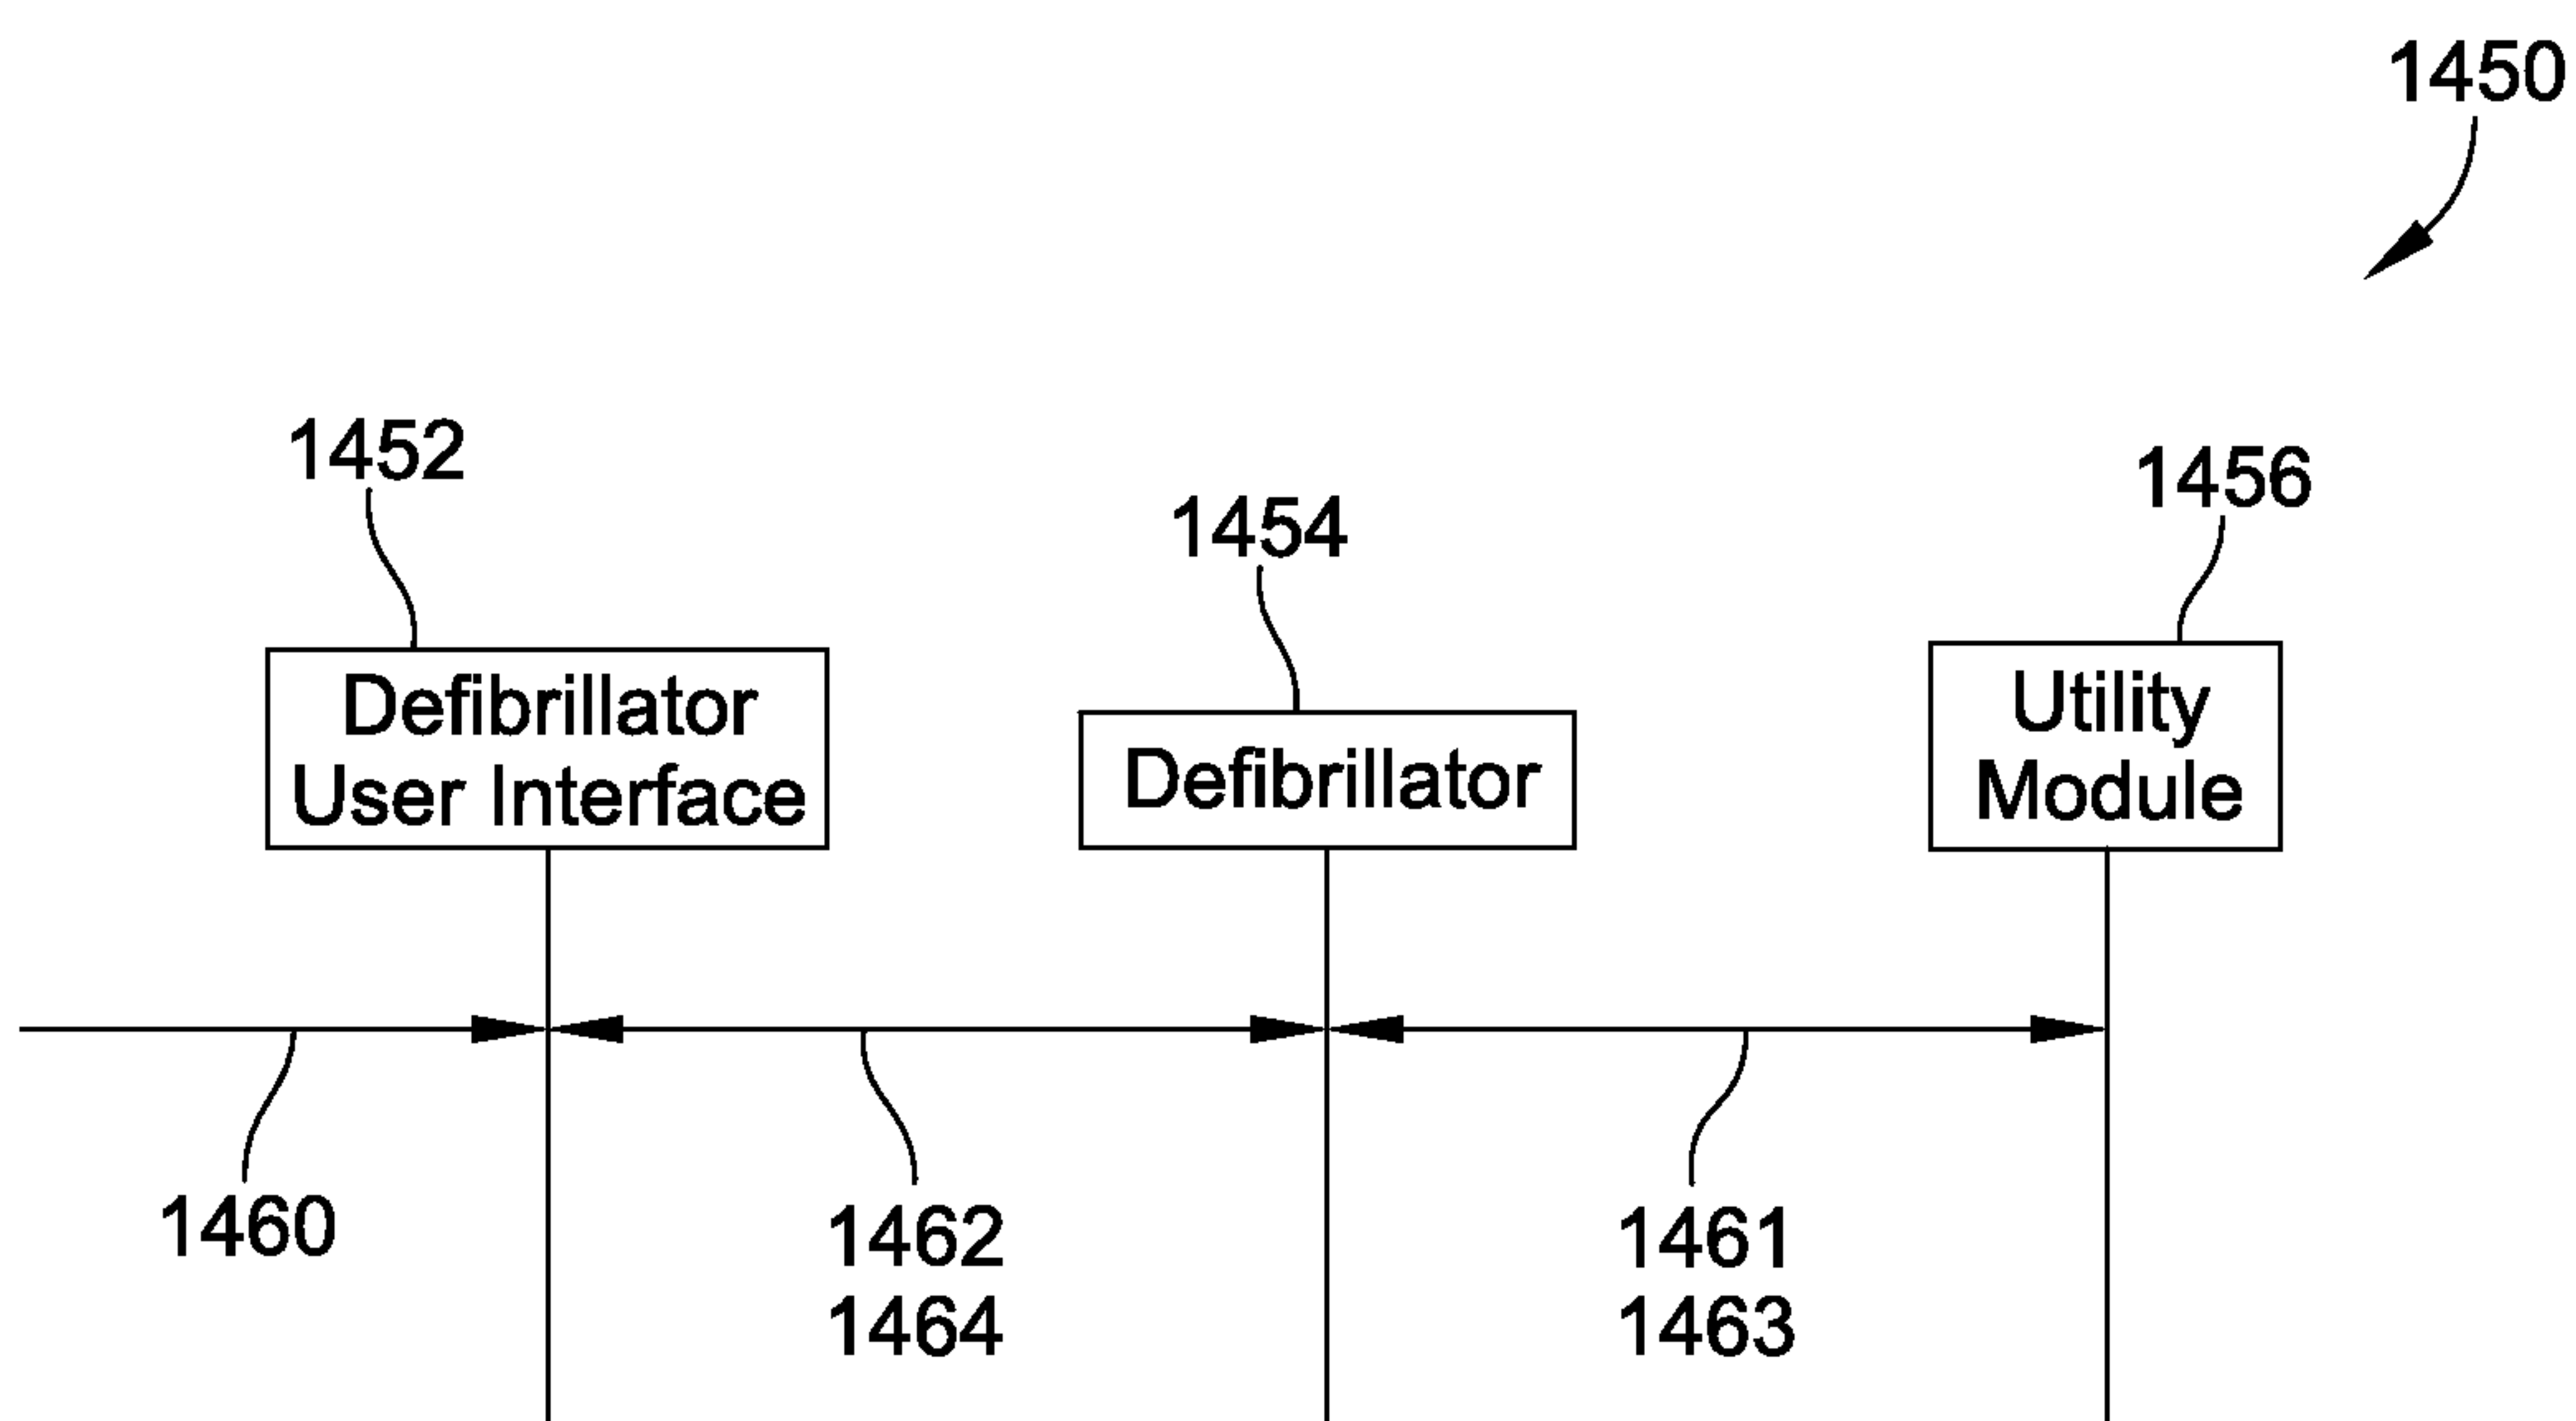 1450
1452
1454
1456
Defibrillator
User Interface
Defibrillator
Utility
Module
1460
1462
1464
1461
1463